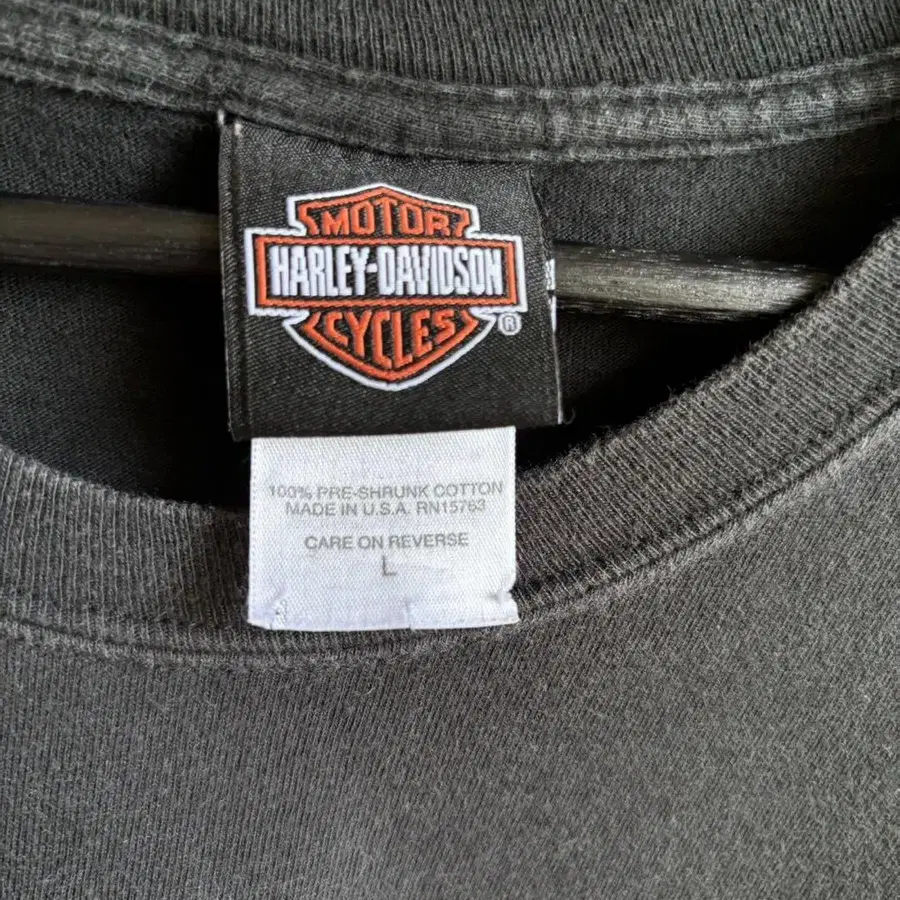 MOTOR
HARLEY-DAVIDSON
CYCLES
®
100% PRE-SHRUNK COTTON
MADE IN U.S.A. RN15763
CARE ON REVERSE
L